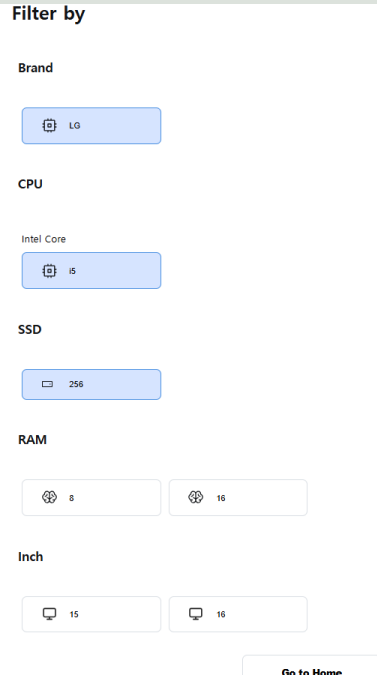 Filter by
Brand
LG
CPU
Intel Core
i5
SSD
256
RAM
8 16
Inch
15 16
Go to Home